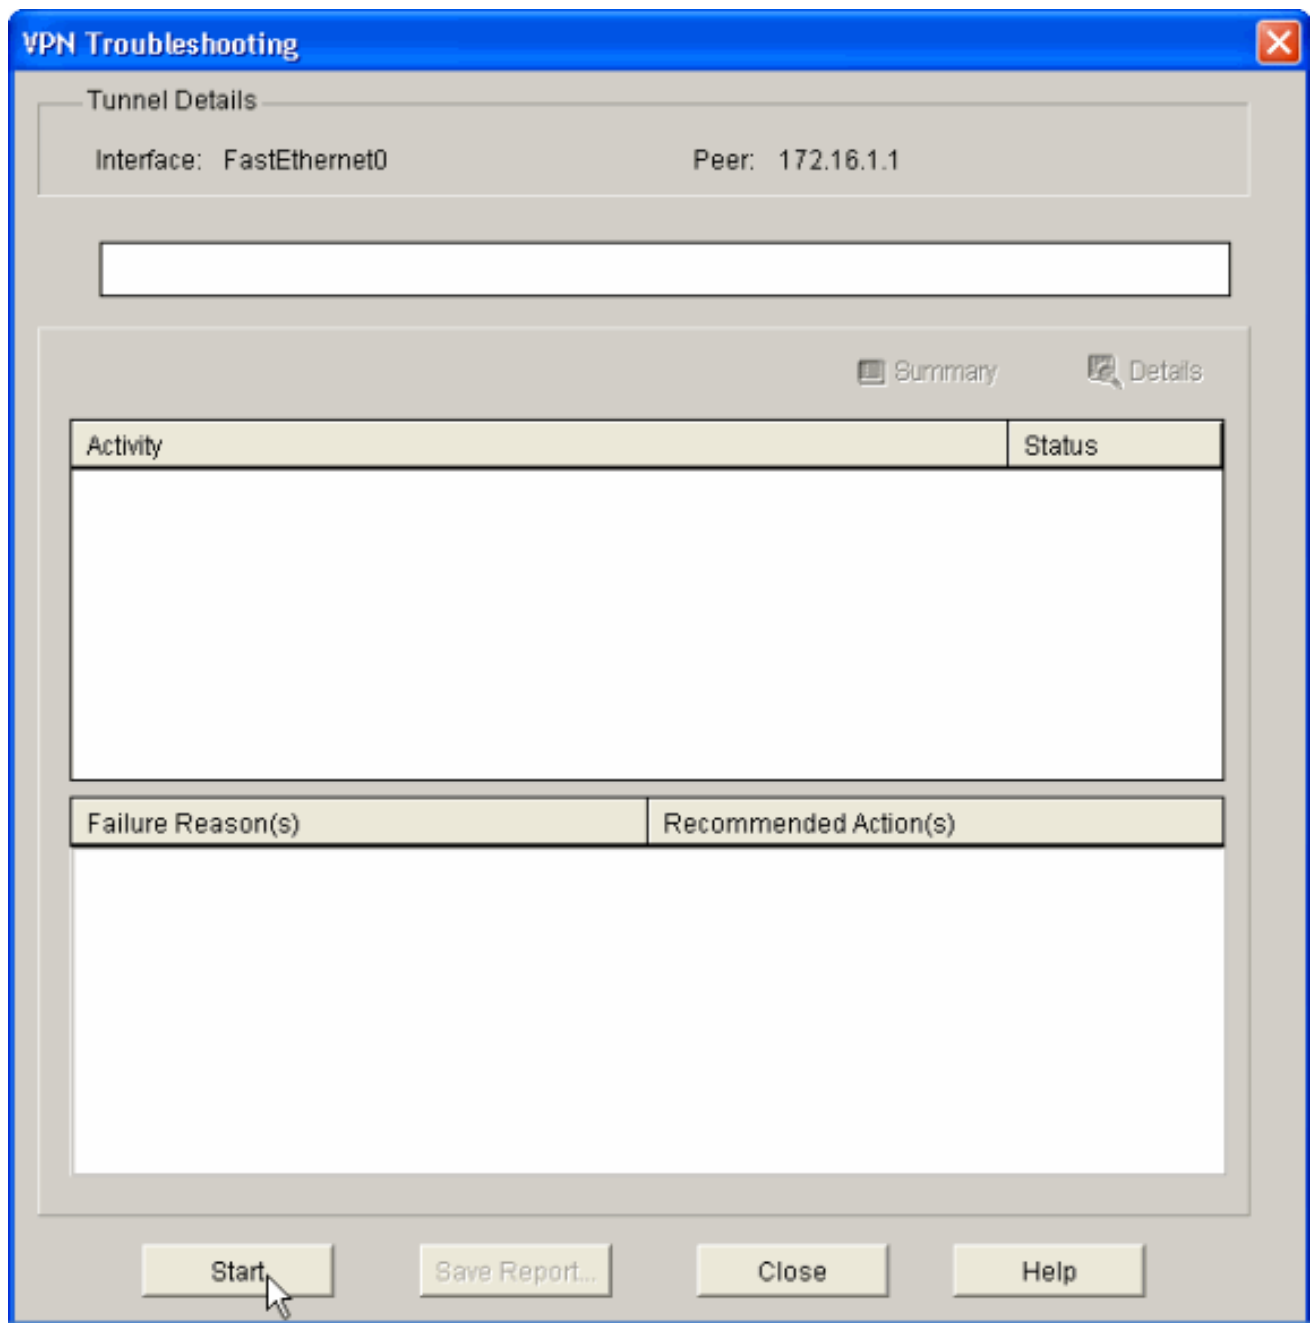 VPN Troubleshooting
Tunnel Details
Interface: FastEthernet0 Peer: 172.16.1.1
Summary Details
Activity Status
Failure Reason(s) Recommended Action(s)
Start Save Report... Close Help